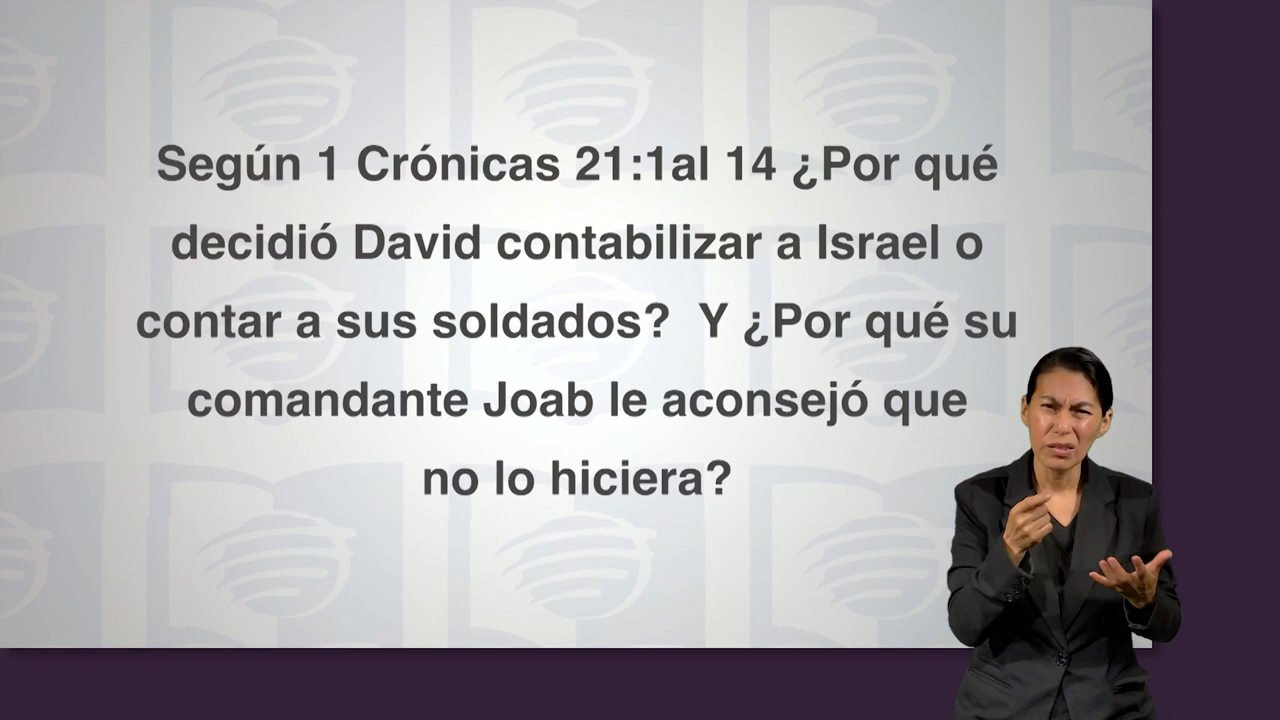 Según 1 Crónicas 21:1al 14 ¿Por qué
decidió David contabilizar a Israel o
contar a sus soldados?  Y ¿Por qué su
comandante Joab le aconsejó que
no lo hiciera?